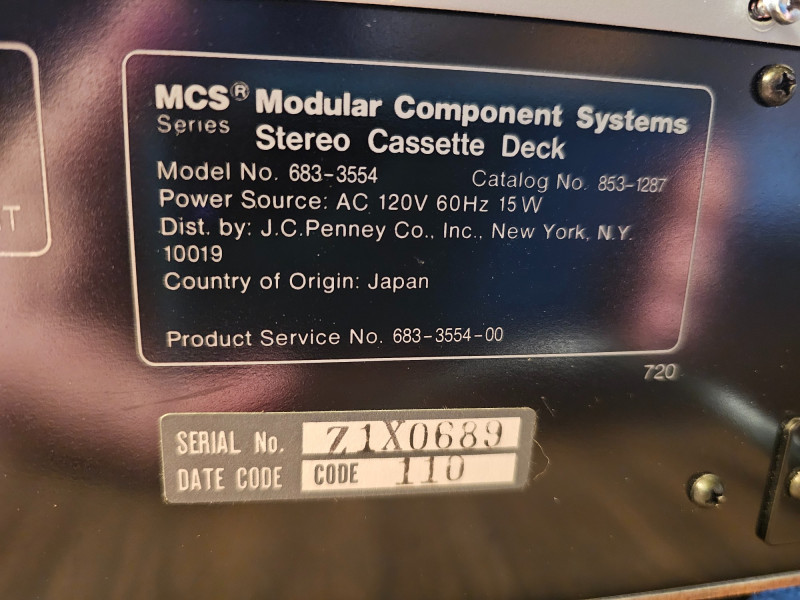 MCS® Modular Component Systems
Series Stereo Cassette Deck
Model No. 683-3554 Catalog No. 853-1287
Power Source: AC 120V 60Hz 15W
Dist. by: J.C.Penney Co., Inc., New York, N.Y.
10019
Country of Origin: Japan
Product Service No. 683-3554-00
720
SERIAL No. Z1X0689
DATE CODE CODE 110